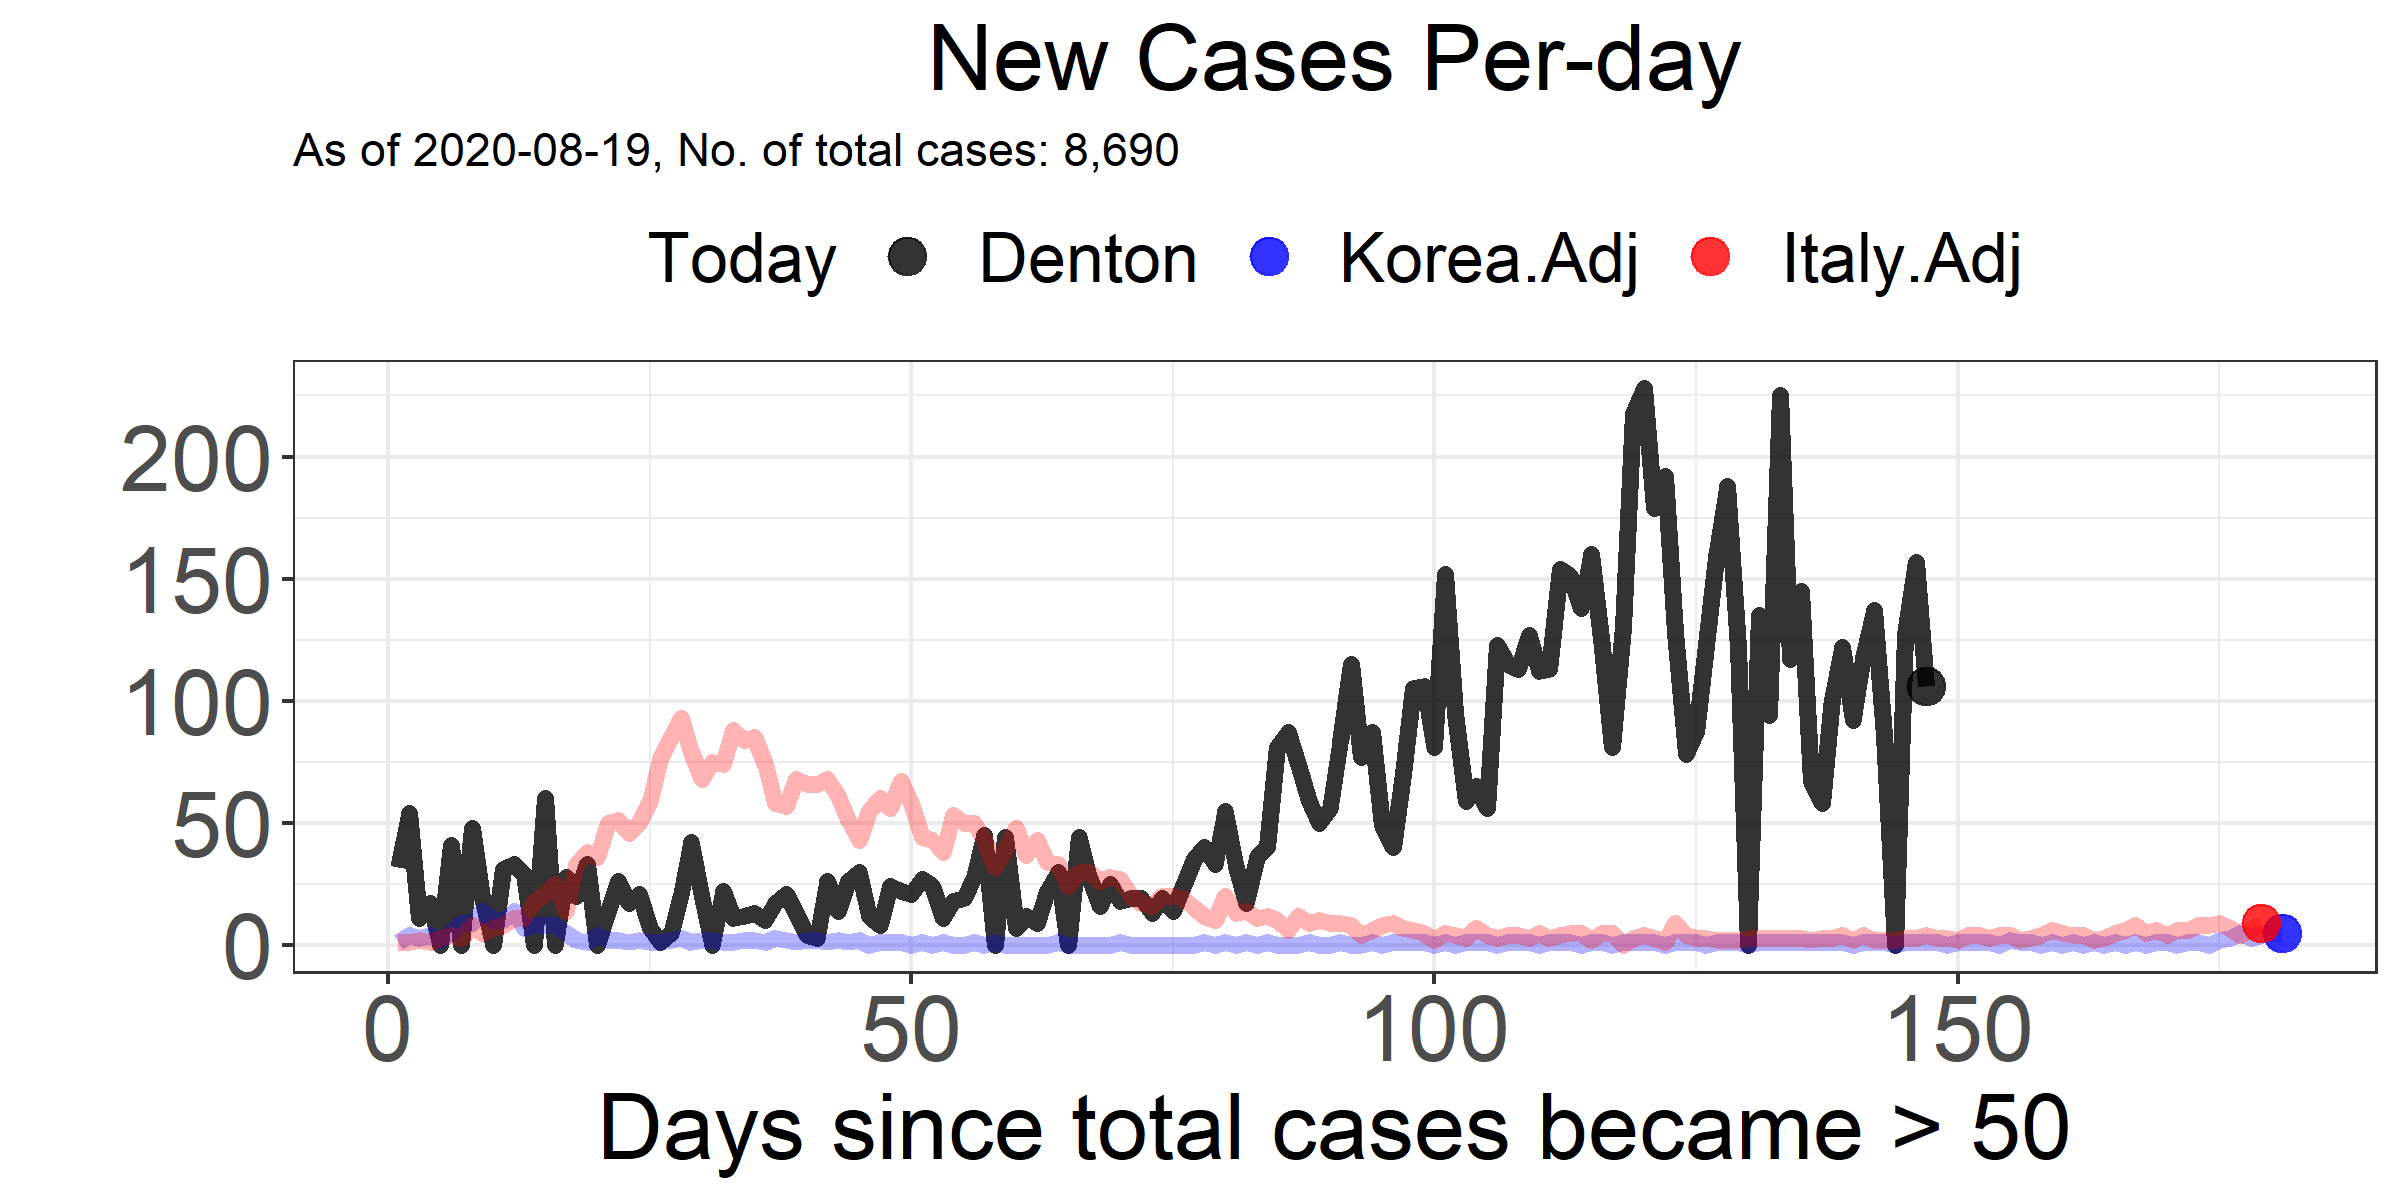 New Cases Per-day
As of 2020-08-19, No. of total cases: 8,690
Today Denton Korea.Adj Italy.Adj
200
150
100
50
0
0 50 100 150
Days since total cases became > 50